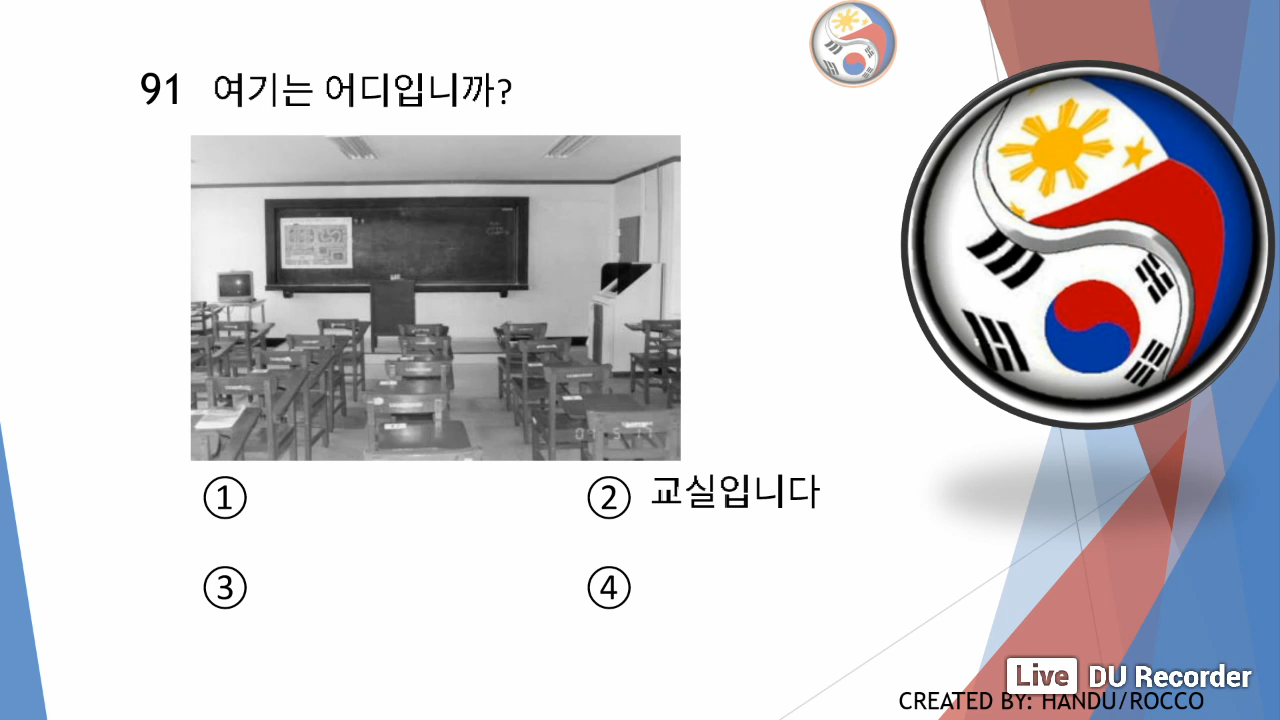 91 여기는 어디입니까?
①
② 교실입니다
③
④
Live DU Recorder
CREATED BY: HANDU/ROCCO